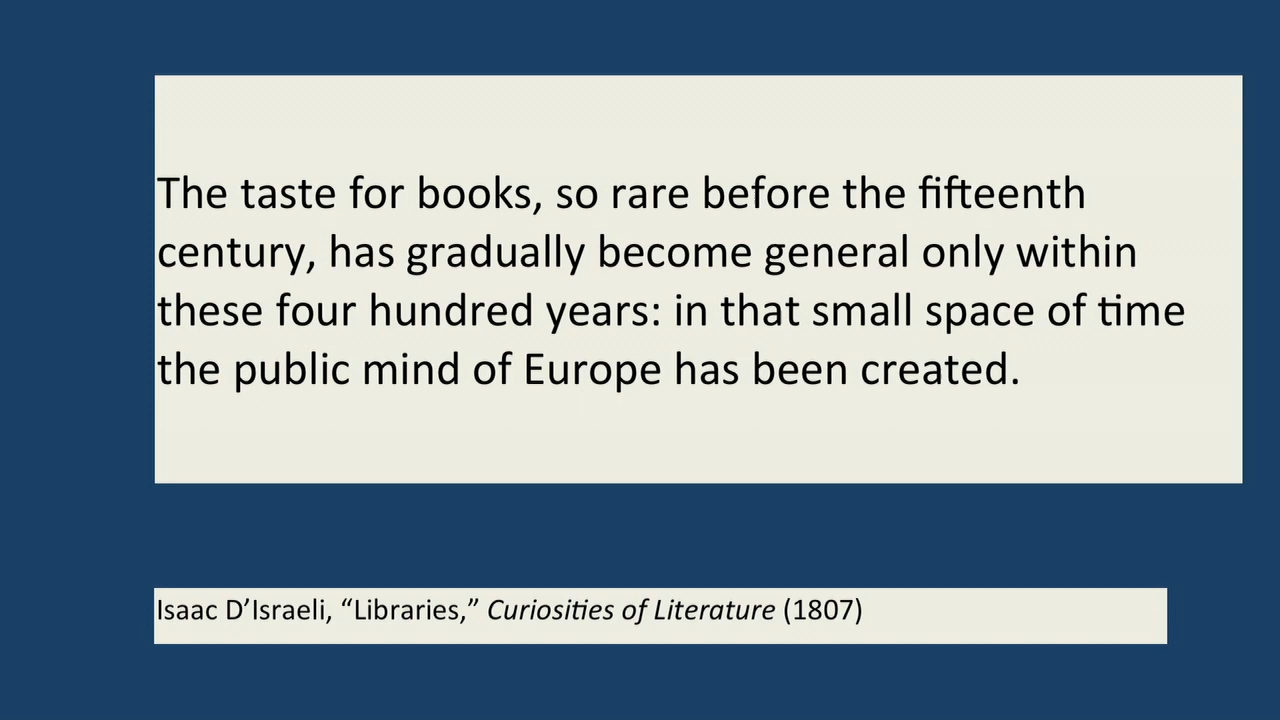 The taste for books, so rare before the fifteenth
century, has gradually become general only within
these four hundred years: in that small space of time
the public mind of Europe has been created.
Isaac D’Israeli, “Libraries,” Curiosities of Literature (1807)